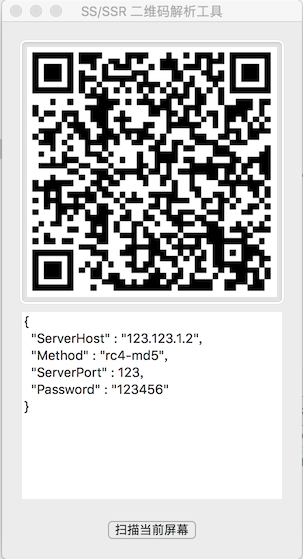 SS/SSR 二维码解析工具
{
"ServerHost" : "123.123.1.2",
"Method" : "rc4-md5",
"ServerPort" : 123,
"Password" : "123456"
}
扫描当前屏幕